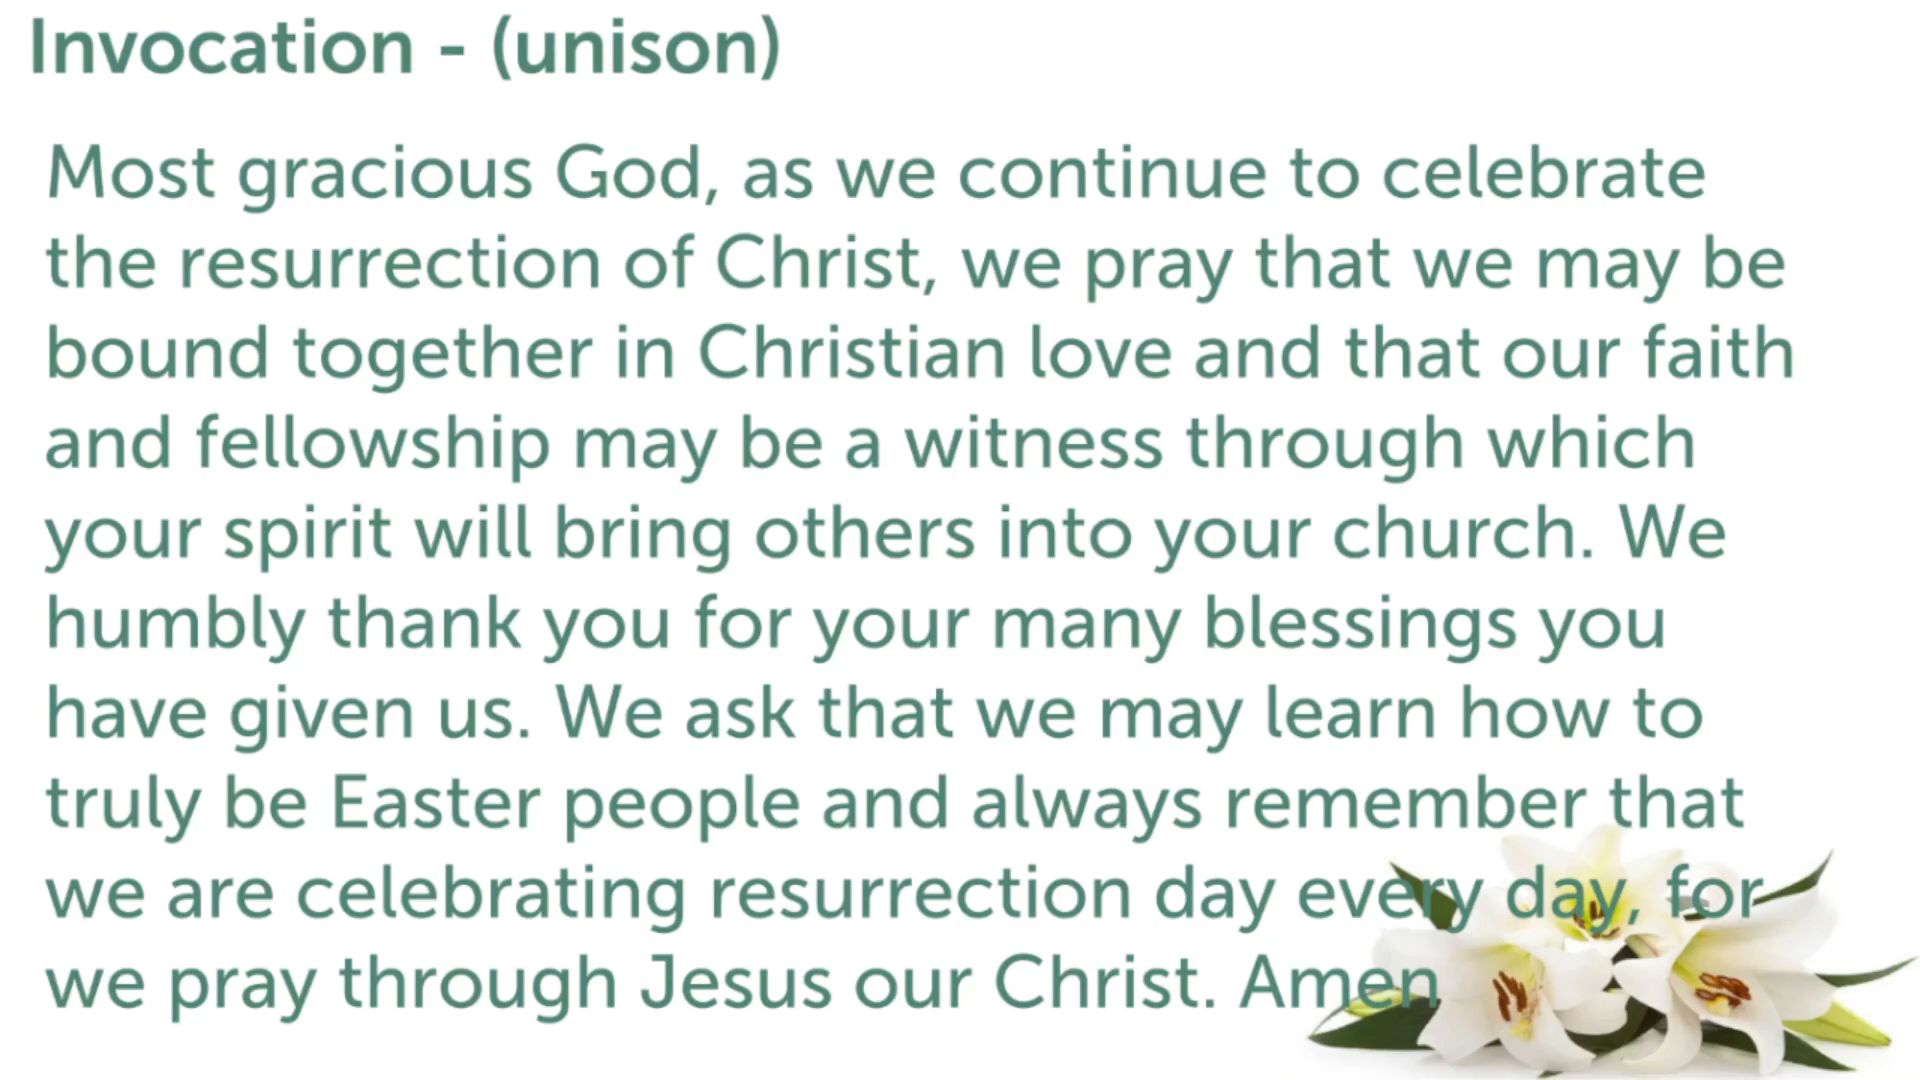 Invocation - (unison)
Most gracious God, as we continue to celebrate
the resurrection of Christ, we pray that we may be
bound together in Christian love and that our faith
and fellowship may be a witness through which
your spirit will bring others into your church. We
humbly thank you for your many blessings you
have given us. We ask that we may learn how to
truly be Easter people and always remember that
we are celebrating resurrection day every day, for
we pray through Jesus our Christ. Amen